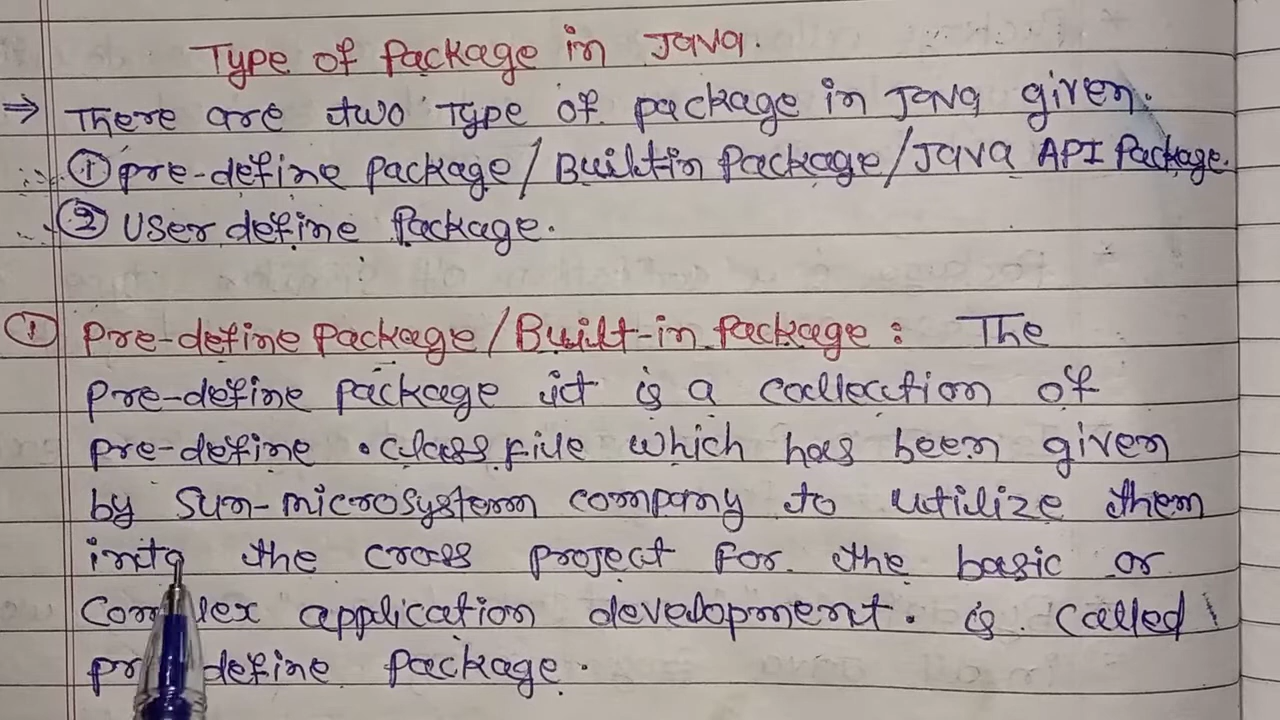 Type of Package in Java.
⇒ There are two Type of package in Java given.
① pre-define package/Built-in Package/Java API Package.
② User define Package.
① Pre-define Package/Built-in Package: The
pre-define package it is a collection of
pre-define .class file which has been given
by Sun-microsystem company to utilize them
into the cross project for the basic or
application development. is called
define package.